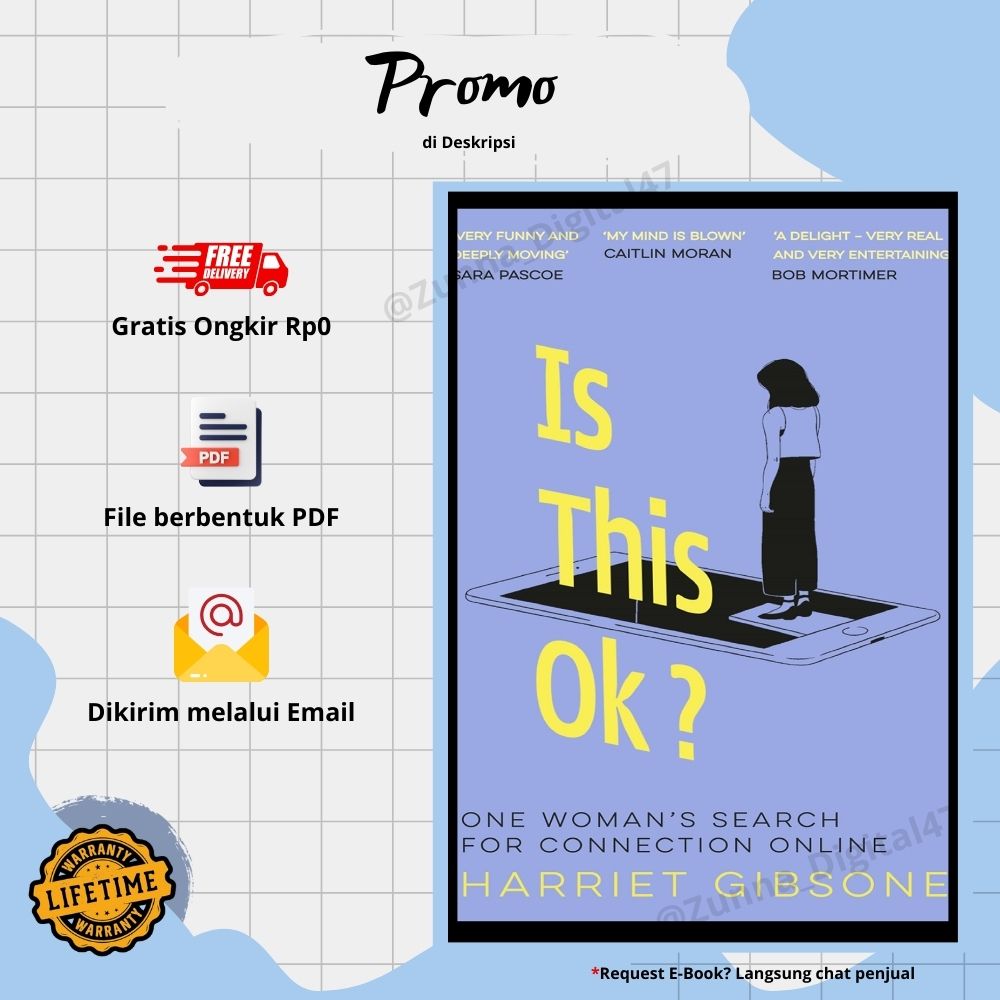 Promo
di Deskripsi
FREE
DELIVERY
Gratis Ongkir Rp0
PDF
File berbentuk PDF
@
Dikirim melalui Email
WARRANTY
LIFETIME
WARRANTY
@Zunna_Digital47
VERY FUNNY AND
DEEPLY MOVING’
SARA PASCOE
‘MY MIND IS BLOWN’
CAITLIN MORAN
‘A DELIGHT – VERY REAL
AND VERY ENTERTAINING
BOB MORTIMER
Is
This
Ok?
ONE WOMAN’S SEARCH
FOR CONNECTION ONLINE
HARRIET GIBSONE
@Zunna_Digital47
*Request E-Book? Langsung chat penjual